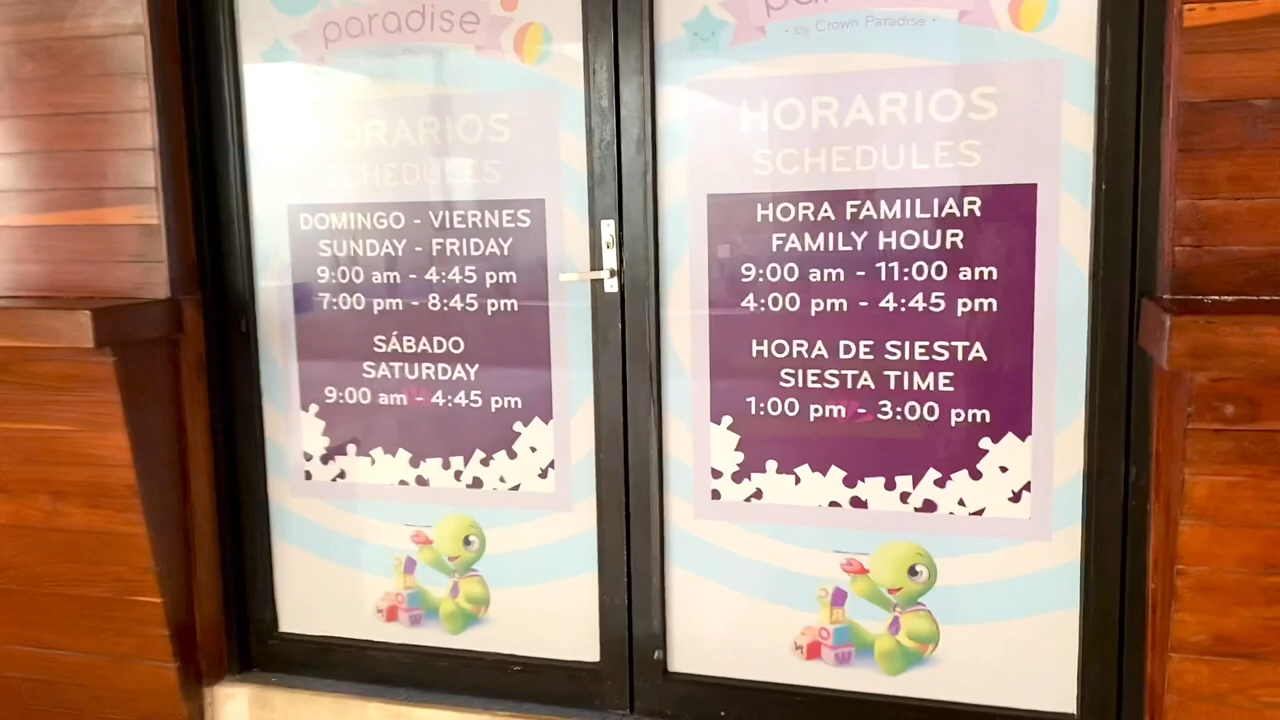 paradise
HORARIOS
SCHEDULES
DOMINGO - VIERNES
SUNDAY - FRIDAY
9:00 am - 4:45 pm
7:00 pm - 8:45 pm
SÁBADO
SATURDAY
9:00 am - 4:45 pm
· by Crown Paradise ·
HORARIOS
SCHEDULES
HORA FAMILIAR
FAMILY HOUR
9:00 am - 11:00 am
4:00 pm - 4:45 pm
HORA DE SIESTA
SIESTA TIME
1:00 pm - 3:00 pm